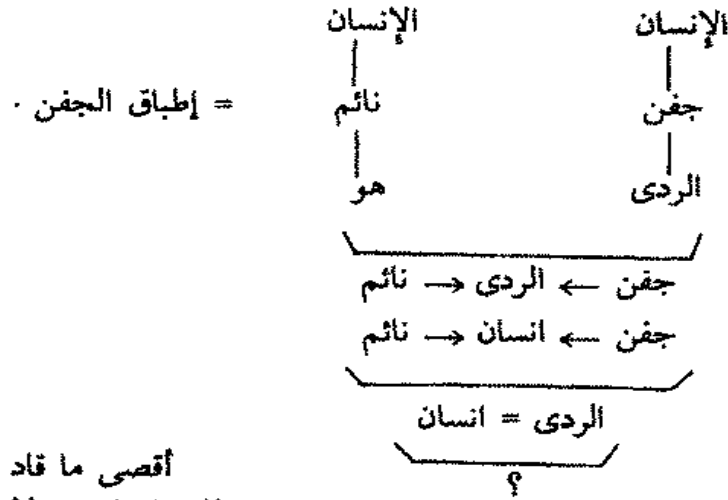 الإنسان الإنسان
جفن نائم = إطباق الجفن .
الردى هو
جفن ← الردى → نائم
جفن ← انسان → نائم
الردى = انسان
؟
أقصى ما قاد